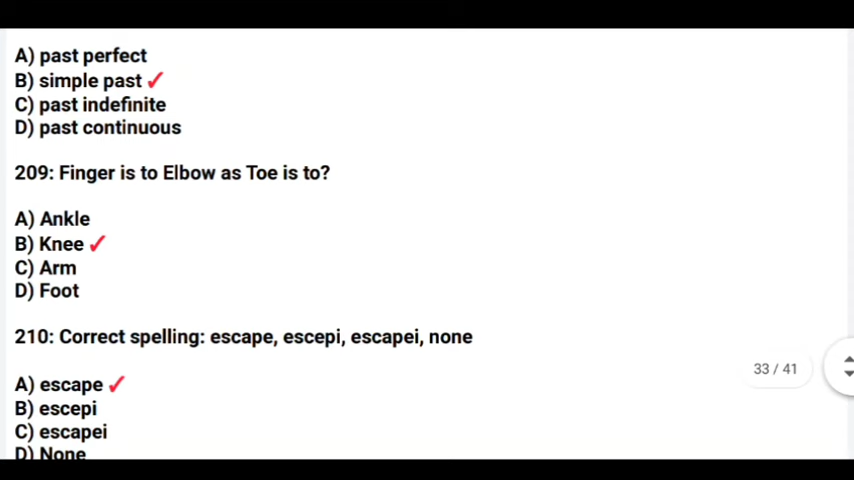 A) past perfect
B) simple past ✓
C) past indefinite
D) past continuous
209: Finger is to Elbow as Toe is to?
A) Ankle
B) Knee ✓
C) Arm
D) Foot
210: Correct spelling: escape, escepi, escapei, none
A) escape ✓
33 / 41
B) escepi
C) escapei
D) None